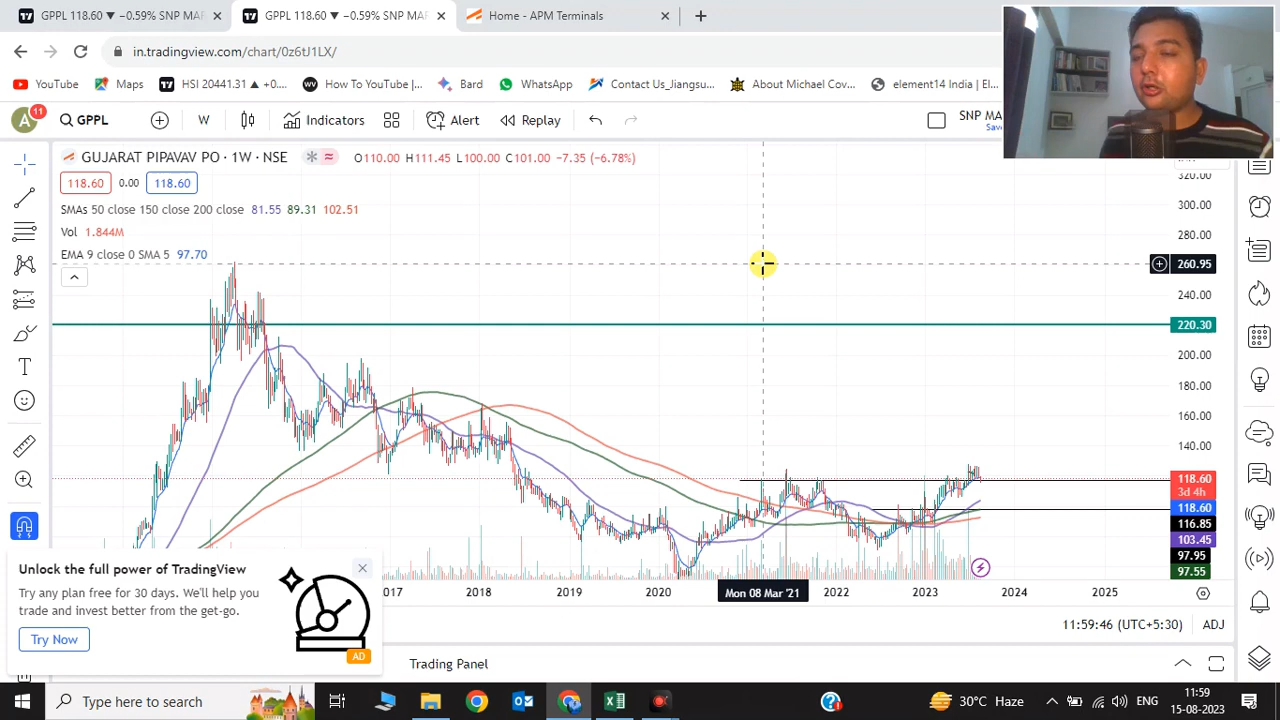 GPPL 118.60 ▼ −0.59% SNP MAR
GPPL 118.60 ▼ −0.59% SNP MAR
Home - APM Terminals
in.tradingview.com/chart/0z6tJ1LX/
YouTube
Maps
HSI 20441.31 ▲ +0....
How To YouTube |...
Bard
WhatsApp
Contact_Us_Jiangsu...
About Michael Cov...
element14 India | El...
A 11
GPPL
W
Indicators
Alert
Replay
SNP MA
Save
GUJARAT PIPAVAV PO · 1W · NSE
O110.00 H111.45 L100.00 C101.00 −7.35 (−6.78%)
118.60 0.00 118.60
SMAs 50 close 150 close 200 close 81.55 89.31 102.51
Vol 1.844M
EMA 9 close 0 SMA 5 97.70
320.00
300.00
280.00
260.95
240.00
220.30
200.00
180.00
160.00
140.00
118.60
3d 4h
118.60
116.85
103.45
97.95
97.55
2017
2018
2019
2020
Mon 08 Mar '21
2022
2023
2024
2025
Unlock the full power of TradingView
Try any plan free for 30 days. We'll help you
trade and invest better from the get-go.
Try Now
AD
11:59:46 (UTC+5:30)
ADJ
Trading Panel
Type here to search
30°C Haze
ENG
11:59
15-08-2023